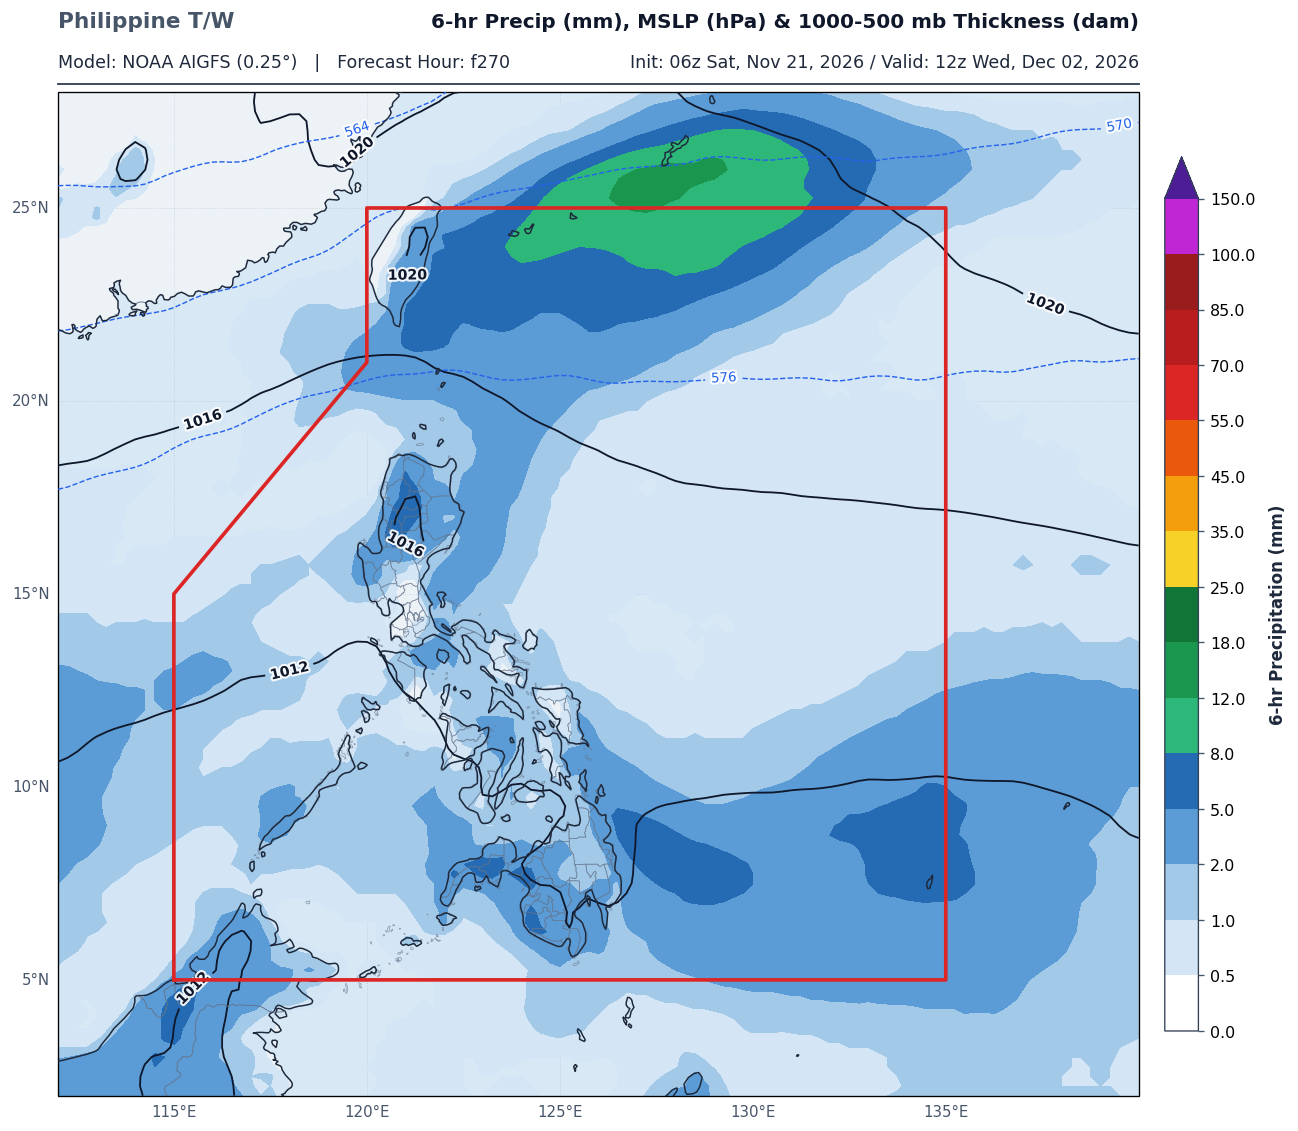 Philippine T/W
6-hr Precip (mm), MSLP (hPa) & 1000-500 mb Thickness (dam)
Model: NOAA AIGFS (0.25°) | Forecast Hour: f270
Init: 06z Sat, Nov 21, 2026 / Valid: 12z Wed, Dec 02, 2026
564
1020
570
25°N
1020
1020
576
20°N
1016
1016
15°N
1012
10°N
5°N
1012
115°E
120°E
125°E
130°E
135°E
150.0
100.0
85.0
70.0
55.0
45.0
35.0
25.0
18.0
12.0
8.0
5.0
2.0
1.0
0.5
0.0
6-hr Precipitation (mm)